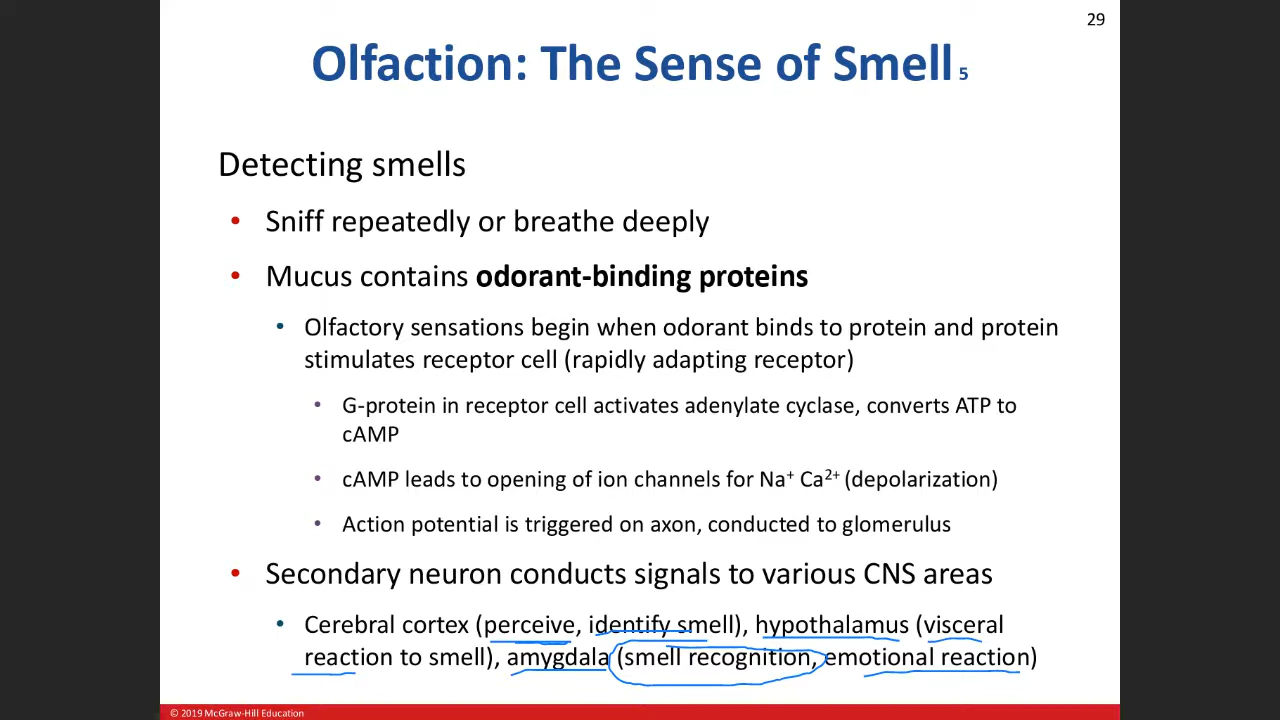 29
Olfaction: The Sense of Smell 5
Detecting smells
• Sniff repeatedly or breathe deeply
• Mucus contains odorant-binding proteins
• Olfactory sensations begin when odorant binds to protein and protein
stimulates receptor cell (rapidly adapting receptor)
• G-protein in receptor cell activates adenylate cyclase, converts ATP to
cAMP
• cAMP leads to opening of ion channels for Na⁺ Ca²⁺ (depolarization)
• Action potential is triggered on axon, conducted to glomerulus
• Secondary neuron conducts signals to various CNS areas
• Cerebral cortex (perceive, identify smell), hypothalamus (visceral
reaction to smell), amygdala (smell recognition, emotional reaction)
© 2019 McGraw-Hill Education